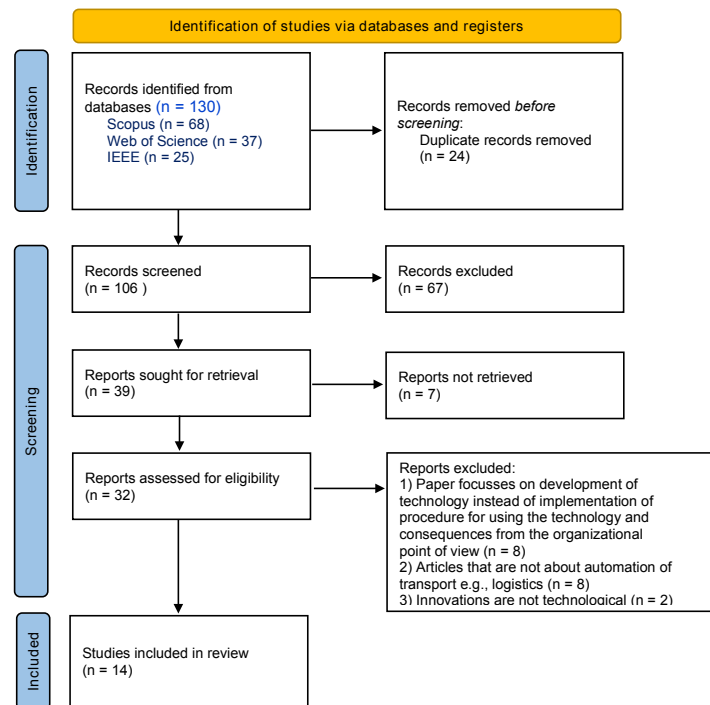 Identification of studies via databases and registers
Identification
Records identified from
databases (n = 130)
Scopus (n = 68)
Web of Science (n = 37)
IEEE (n = 25)
Records removed before
screening:
Duplicate records removed
(n = 24)
Screening
Records screened
(n = 106 )
Records excluded
(n = 67)
Reports sought for retrieval
(n = 39)
Reports not retrieved
(n = 7)
Reports assessed for eligibility
(n = 32)
Reports excluded:
1) Paper focusses on development of
technology instead of implementation of
procedure for using the technology and
consequences from the organizational
point of view (n = 8)
2) Articles that are not about automation of
transport e.g., logistics (n = 8)
3) Innovations are not technological (n = 2)
Included
Studies included in review
(n = 14)